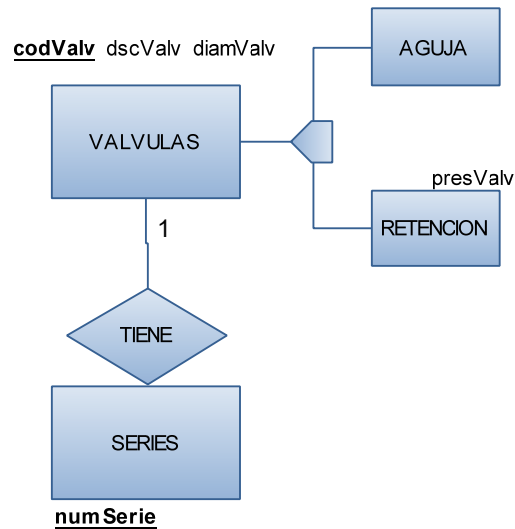 codValv dscValv diamValv
AGUJA
VALVULAS
presValv
RETENCION
1
TIENE
SERIES
numSerie